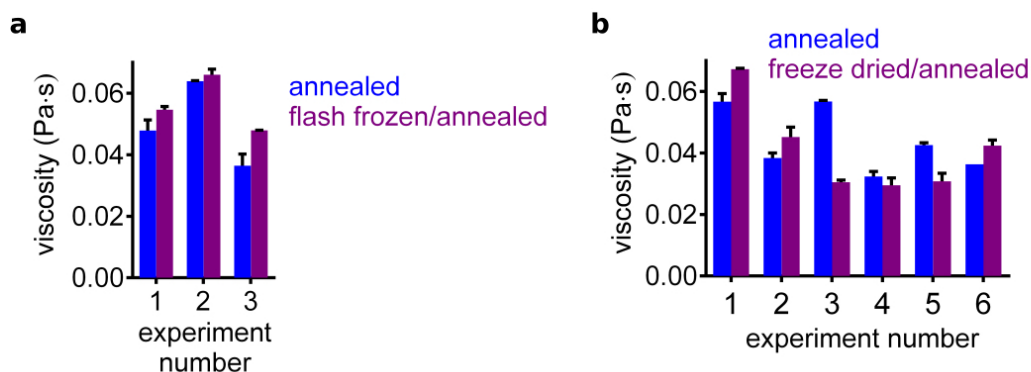 a
viscosity (Pa·s)
0.06
0.04
0.02
0.00
1 2 3
experiment
number
annealed
flash frozen/annealed
b
annealed
freeze dried/annealed
viscosity (Pa·s)
0.06
0.04
0.02
0.00
1 2 3 4 5 6
experiment number